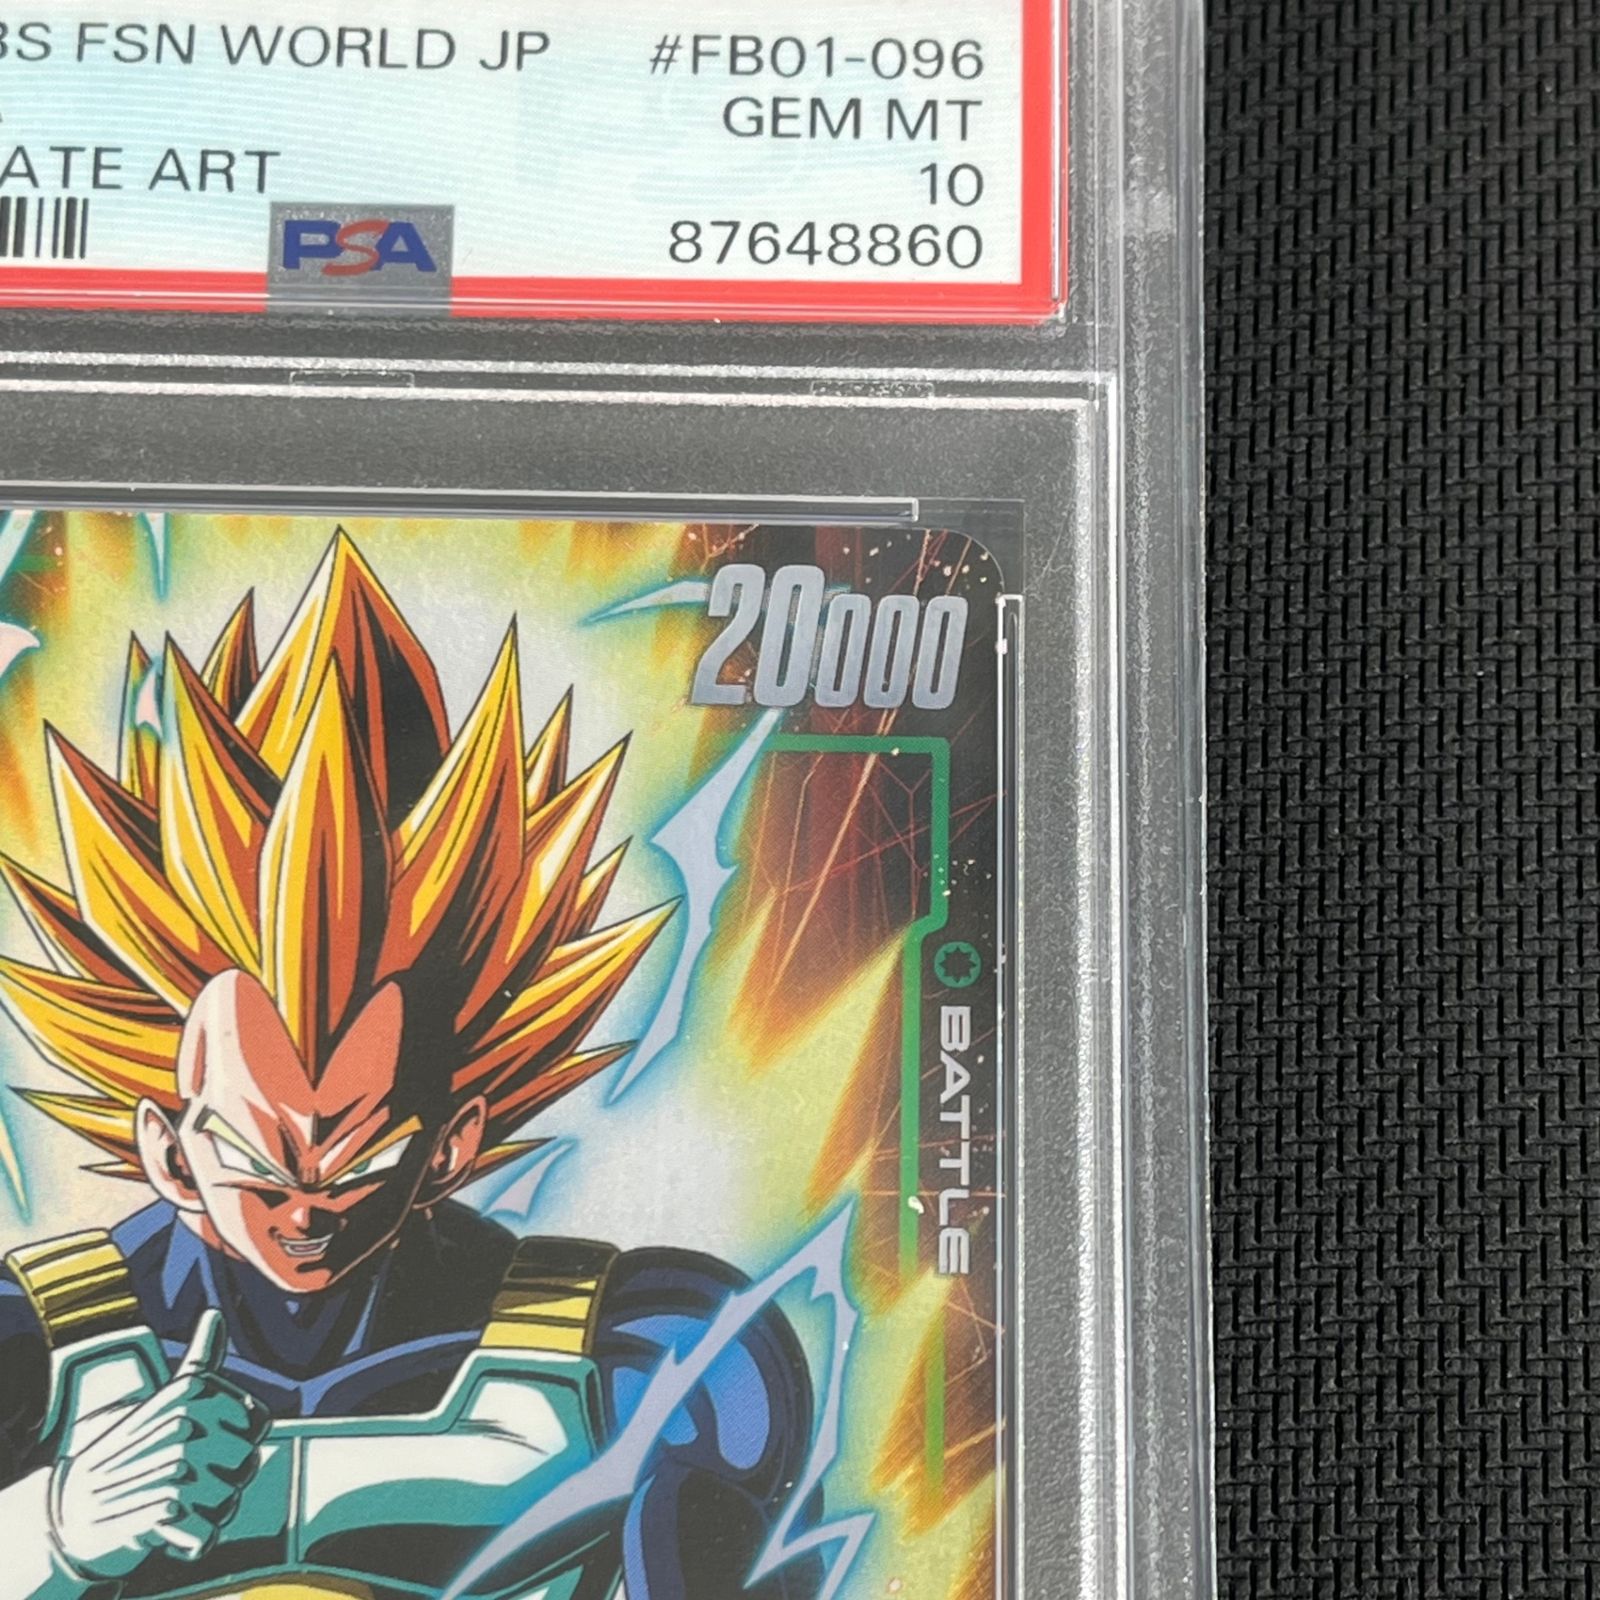 BS FSN WORLD JP #FB01-096
GEM MT
ATE ART 10
PSA 87648860
20000
BATTLE